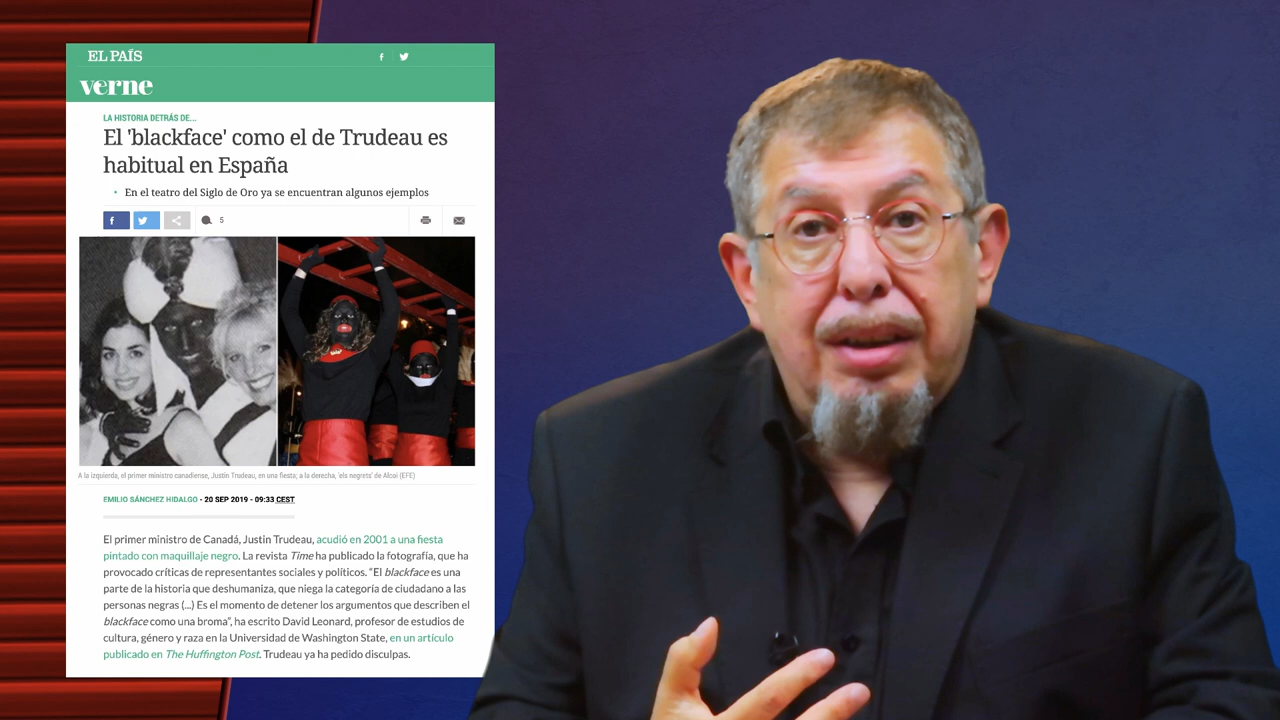 EL PAÍS
verne
LA HISTORIA DETRÁS DE...
El 'blackface' como el de Trudeau es
habitual en España
• En el teatro del Siglo de Oro ya se encuentran algunos ejemplos
5
A la izquierda, el primer ministro canadiense, Justin Trudeau, en una fiesta; a la derecha, 'els negrets' de Alcoi (EFE)
EMILIO SÁNCHEZ HIDALGO - 20 SEP 2019 - 09:33 CEST
El primer ministro de Canadá, Justin Trudeau, acudió en 2001 a una fiesta
pintado con maquillaje negro. La revista Time ha publicado la fotografía, que ha
provocado críticas de representantes sociales y políticos. “El blackface es una
parte de la historia que deshumaniza, que niega la categoría de ciudadano a las
personas negras (...) Es el momento de detener los argumentos que describen el
blackface como una broma”, ha escrito David Leonard, profesor de estudios de
cultura, género y raza en la Universidad de Washington State, en un artículo
publicado en The Huffington Post. Trudeau ya ha pedido disculpas.